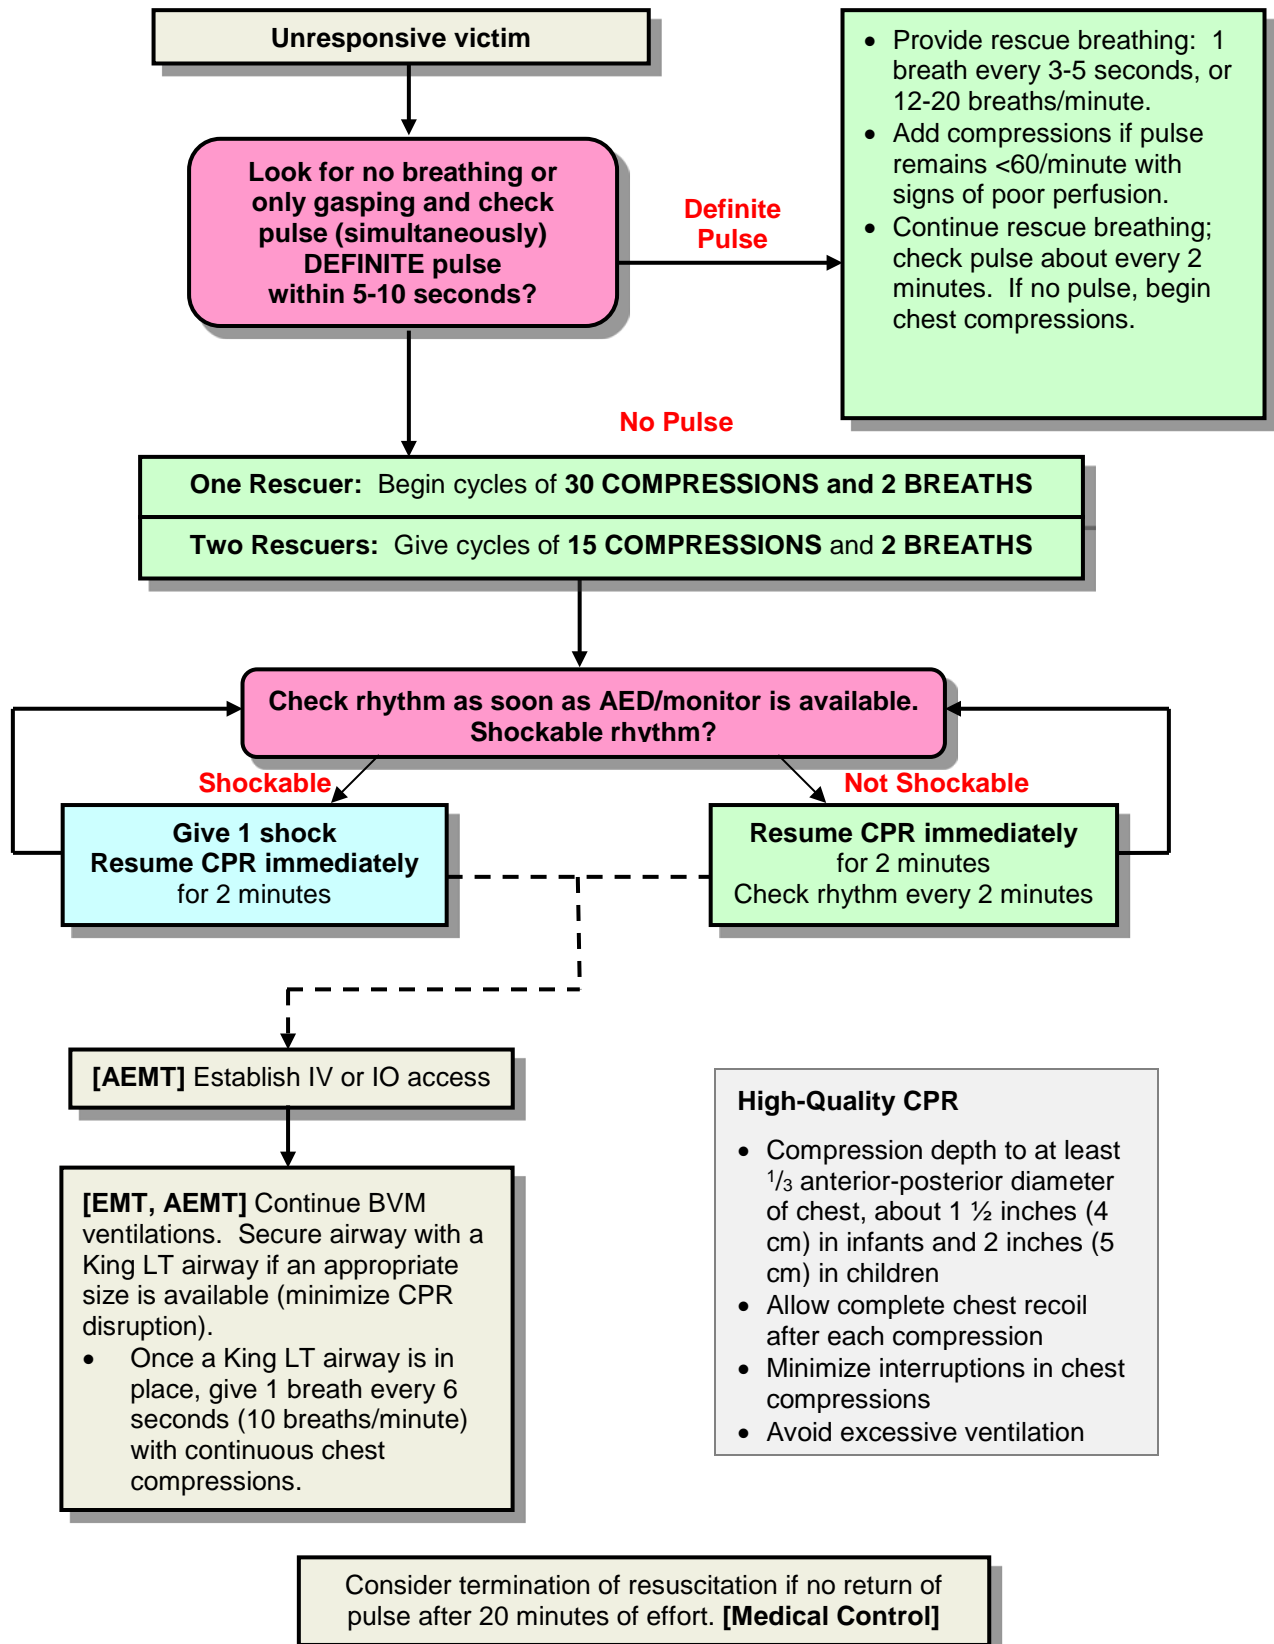 Unresponsive victim
Look for no breathing or
only gasping and check
pulse (simultaneously)
DEFINITE pulse
within 5-10 seconds?
Definite
Pulse
• Provide rescue breathing:  1
breath every 3-5 seconds, or
12-20 breaths/minute.
• Add compressions if pulse
remains <60/minute with
signs of poor perfusion.
• Continue rescue breathing;
check pulse about every 2
minutes.  If no pulse, begin
chest compressions.
No Pulse
One Rescuer:  Begin cycles of 30 COMPRESSIONS and 2 BREATHS
Two Rescuers:  Give cycles of 15 COMPRESSIONS and 2 BREATHS
Check rhythm as soon as AED/monitor is available.
Shockable rhythm?
Shockable
Not Shockable
Give 1 shock
Resume CPR immediately
for 2 minutes
Resume CPR immediately
for 2 minutes
Check rhythm every 2 minutes
[AEMT] Establish IV or IO access
[EMT, AEMT] Continue BVM
ventilations.  Secure airway with a
King LT airway if an appropriate
size is available (minimize CPR
disruption).
• Once a King LT airway is in
place, give 1 breath every 6
seconds (10 breaths/minute)
with continuous chest
compressions.
High-Quality CPR
• Compression depth to at least
1/3 anterior-posterior diameter
of chest, about 1 ½ inches (4
cm) in infants and 2 inches (5
cm) in children
• Allow complete chest recoil
after each compression
• Minimize interruptions in chest
compressions
• Avoid excessive ventilation
Consider termination of resuscitation if no return of
pulse after 20 minutes of effort. [Medical Control]